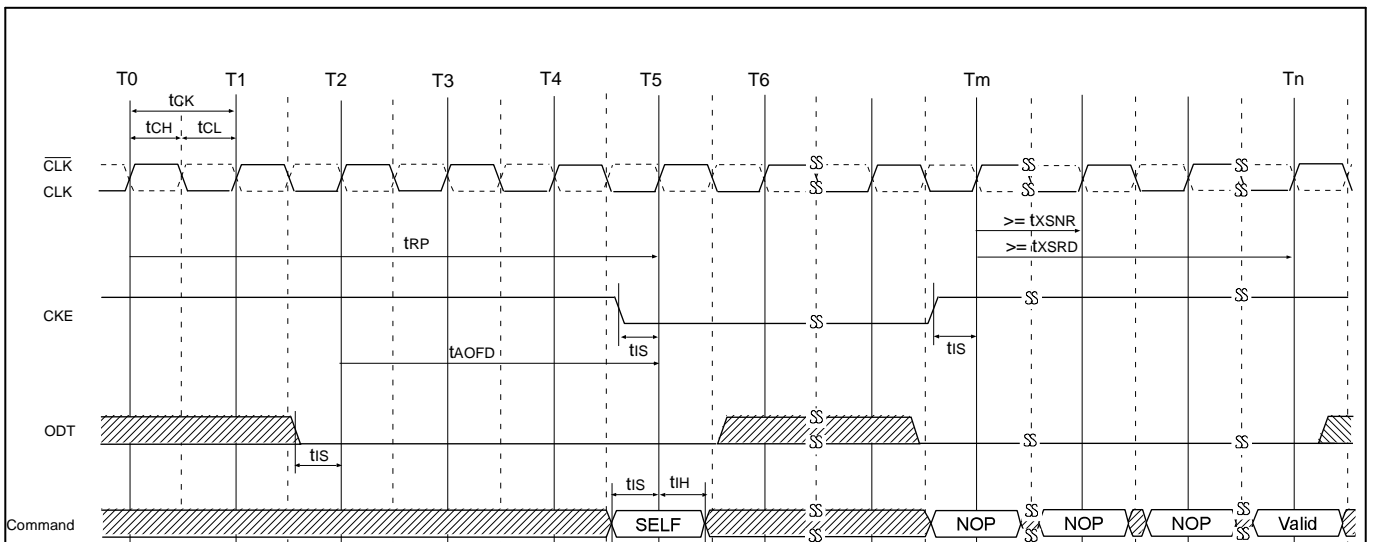 T0 T1 T2 T3 T4 T5 T6 Tm Tn
tCK
tCH tCL
CLK
CLK
>= tXSNR
tRP
>= tXSRD
CKE
tIS
tIS
tAOFD
ODT
tIS
tIS tIH
Command
SELF NOP NOP NOP Valid